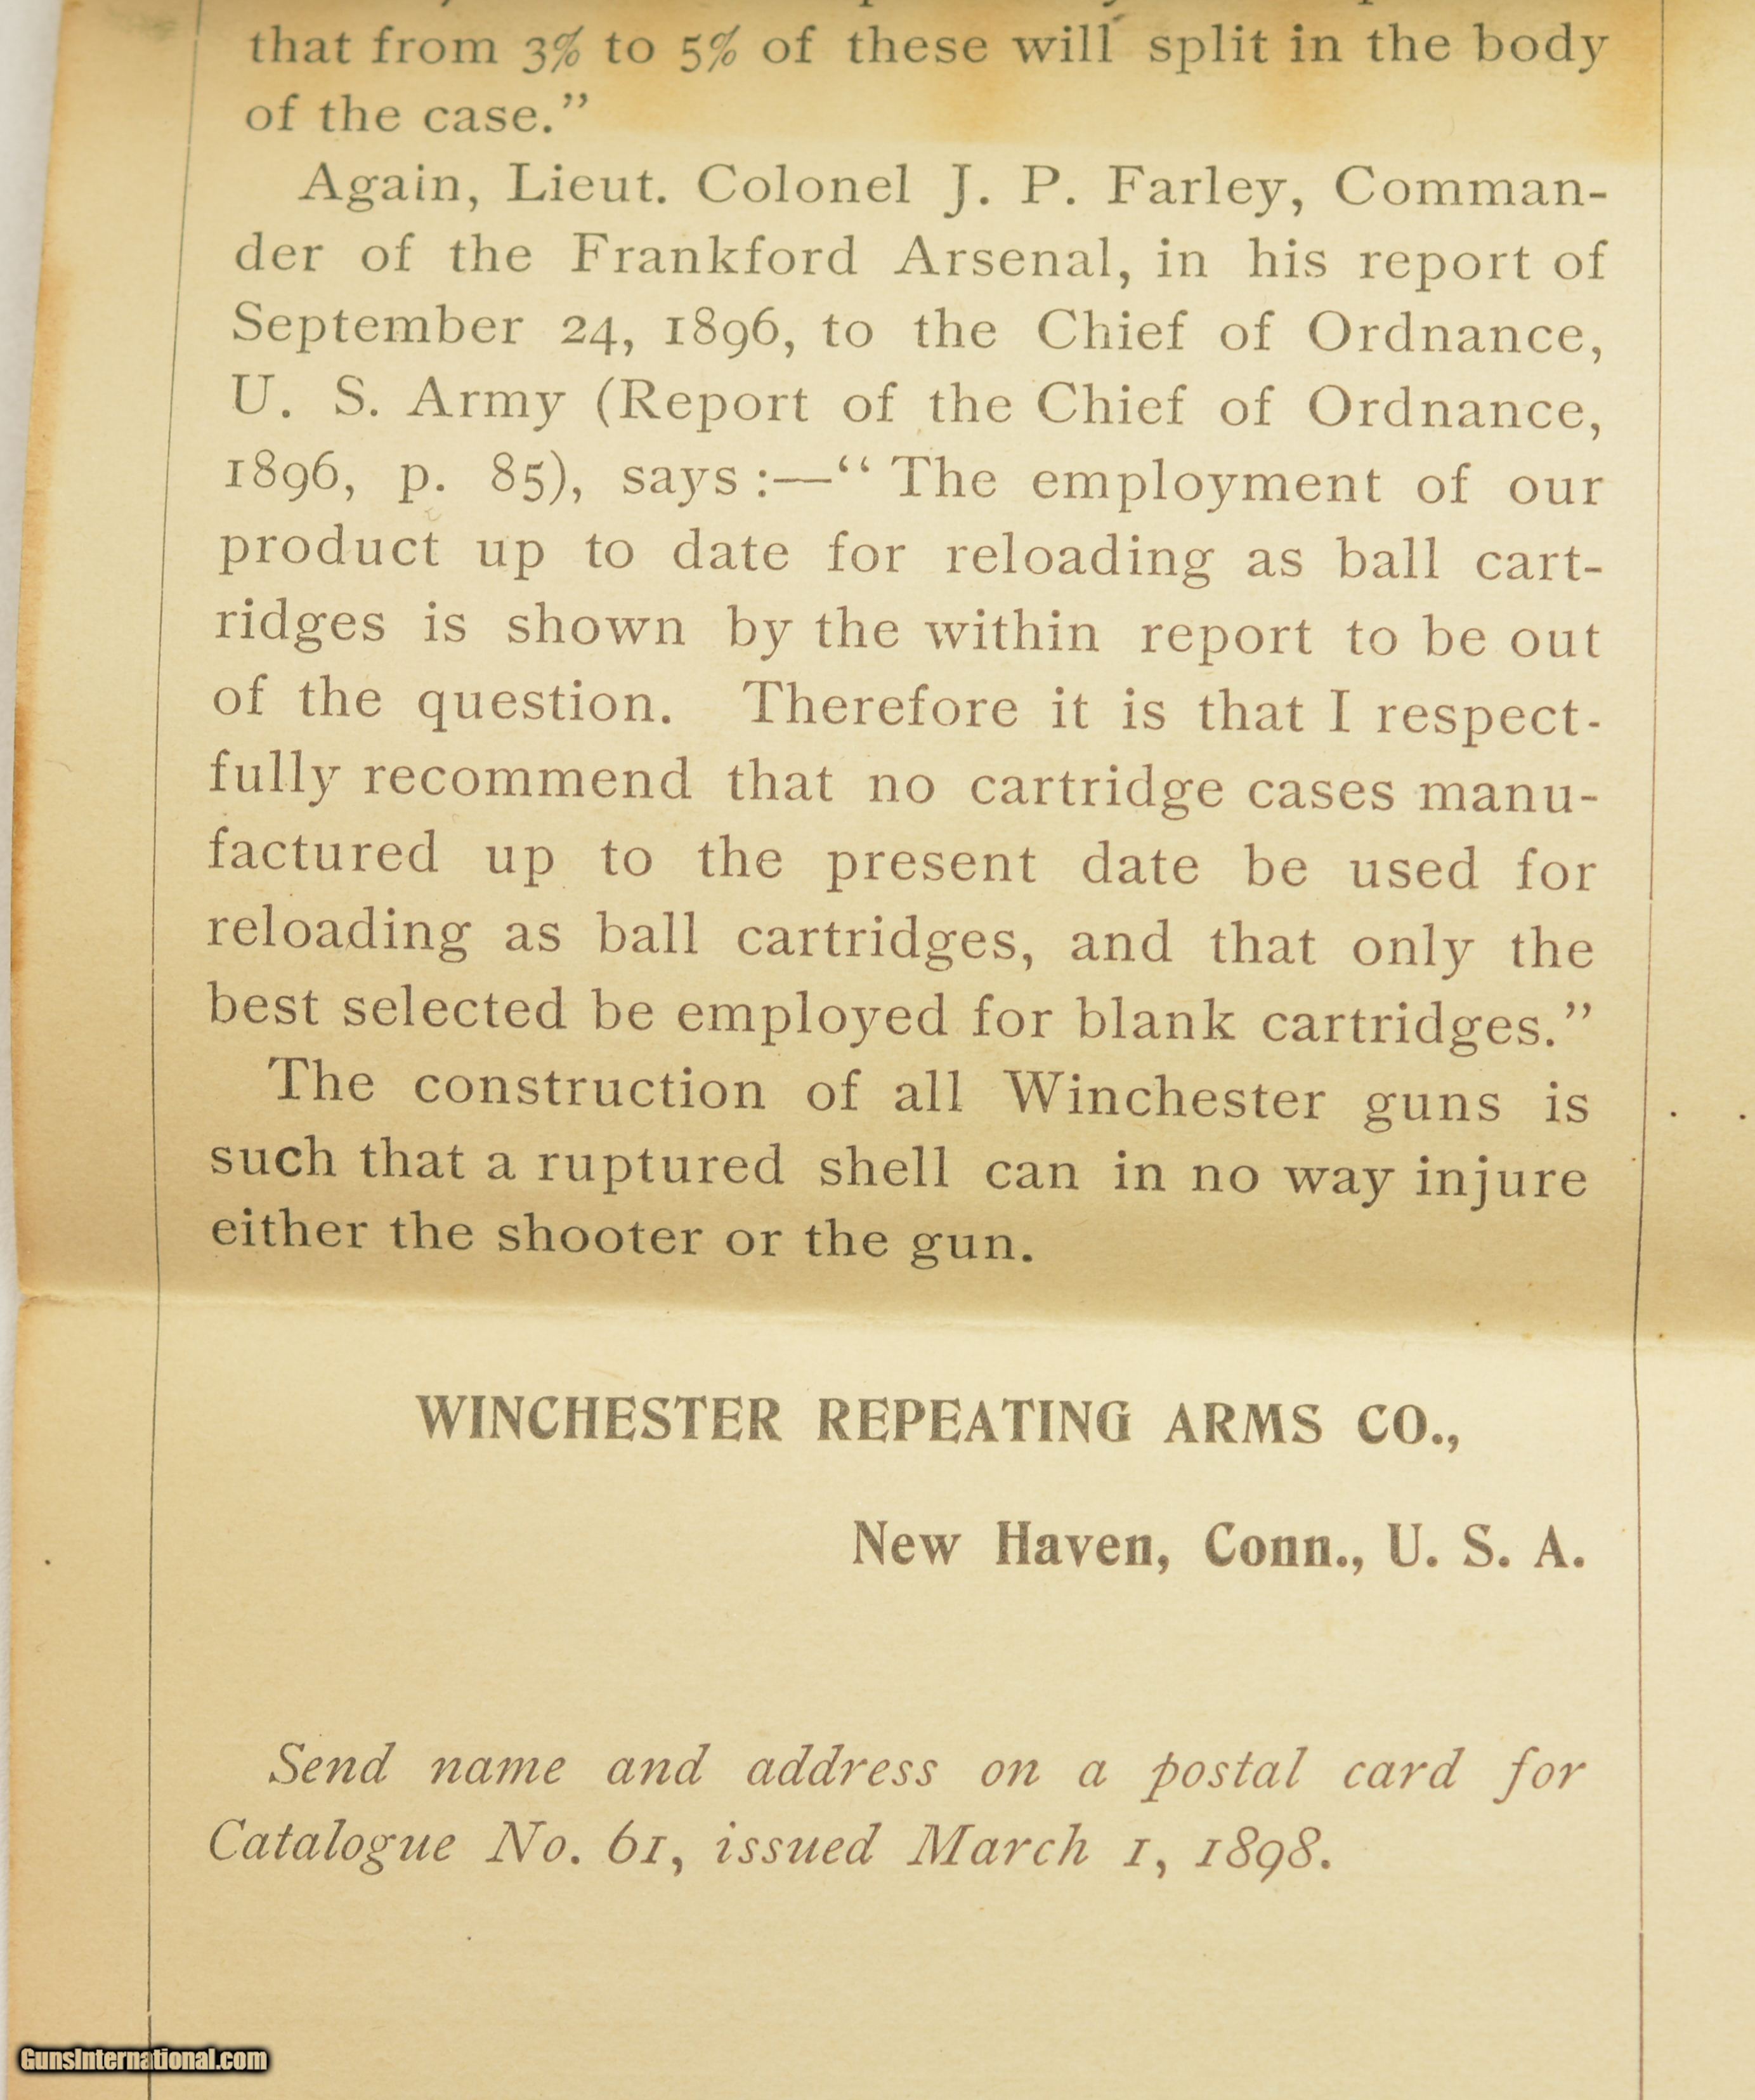 that from 3% to 5% of these will split in the body
of the case.”
Again, Lieut. Colonel J. P. Farley, Comman-
der of the Frankford Arsenal, in his report of
September 24, 1896, to the Chief of Ordnance,
U. S. Army (Report of the Chief of Ordnance,
1896, p. 85), says :—“ The employment of our
product up to date for reloading as ball cart-
ridges is shown by the within report to be out
of the question. Therefore it is that I respect-
fully recommend that no cartridge cases manu-
factured up to the present date be used for
reloading as ball cartridges, and that only the
best selected be employed for blank cartridges.”
The construction of all Winchester guns is
such that a ruptured shell can in no way injure
either the shooter or the gun.
WINCHESTER REPEATING ARMS CO.,
New Haven, Conn., U. S. A.
Send name and address on a postal card for
Catalogue No. 61, issued March 1, 1898.
GunsInternational.com